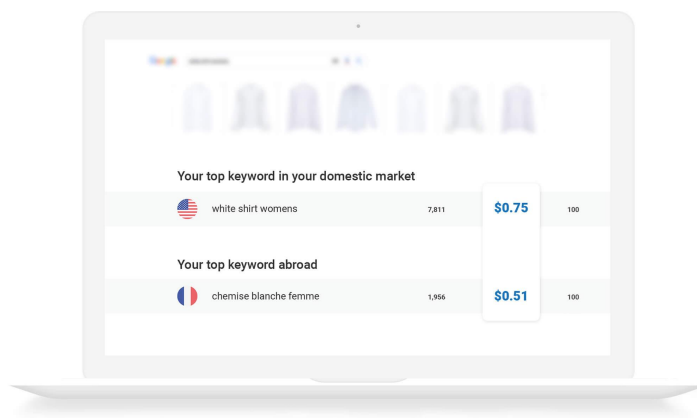 Your top keyword in your domestic market
white shirt womens 7,811 $0.75 100
Your top keyword abroad
chemise blanche femme 1,956 $0.51 100